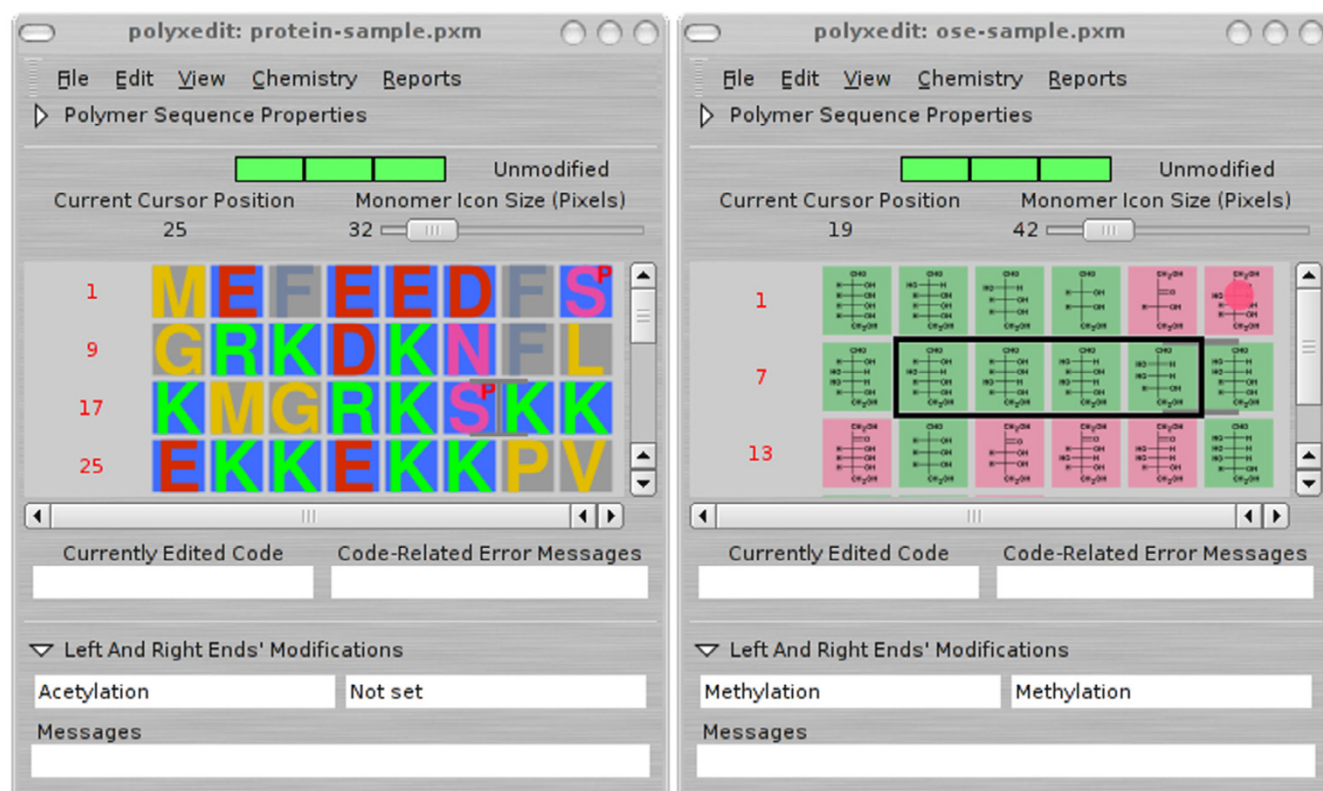 polyxedit: protein-sample.pxm
File Edit View Chemistry Reports
Polymer Sequence Properties
Unmodified
Current Cursor Position Monomer Icon Size (Pixels)
25 32
1 M E F E E D F S P
9 G R K D K N F L
17 K M G R K S P K K
25 E K K E K K P V
Currently Edited Code Code-Related Error Messages
Left And Right Ends' Modifications
Acetylation Not set
Messages
polyxedit: ose-sample.pxm
File Edit View Chemistry Reports
Polymer Sequence Properties
Unmodified
Current Cursor Position Monomer Icon Size (Pixels)
19 42
1
7
13
Currently Edited Code Code-Related Error Messages
Left And Right Ends' Modifications
Methylation Methylation
Messages